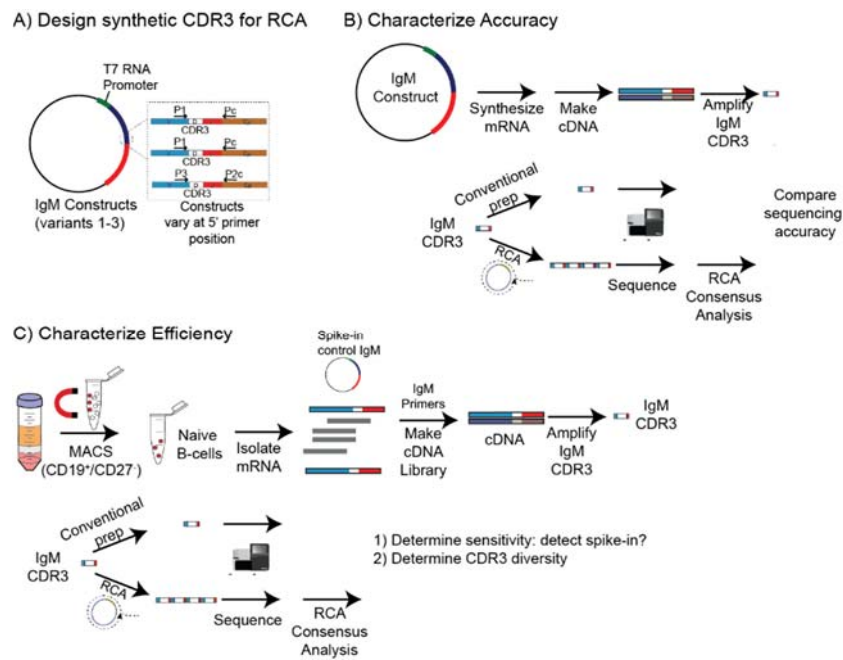 A) Design synthetic CDR3 for RCA
T7 RNA
Promoter
P1
Pc
CDR3
P1
Pc
CDR3
P3
P2c
CDR3
IgM Constructs
(variants 1-3)
Constructs
vary at 5' primer
position
B) Characterize Accuracy
IgM
Construct
Synthesize
mRNA
Make
cDNA
Amplify
IgM
CDR3
Conventional
prep
IgM
CDR3
RCA
Sequence
RCA
Consensus
Analysis
Compare
sequencing
accuracy
C) Characterize Efficiency
MACS
(CD19+/CD27-)
Naive
B-cells
Isolate
mRNA
Spike-in
control IgM
IgM
Primers
Make
cDNA
Library
cDNA
Amplify
IgM
CDR3
IgM
CDR3
Conventional
prep
IgM
CDR3
RCA
Sequence
RCA
Consensus
Analysis
1) Determine sensitivity: detect spike-in?
2) Determine CDR3 diversity